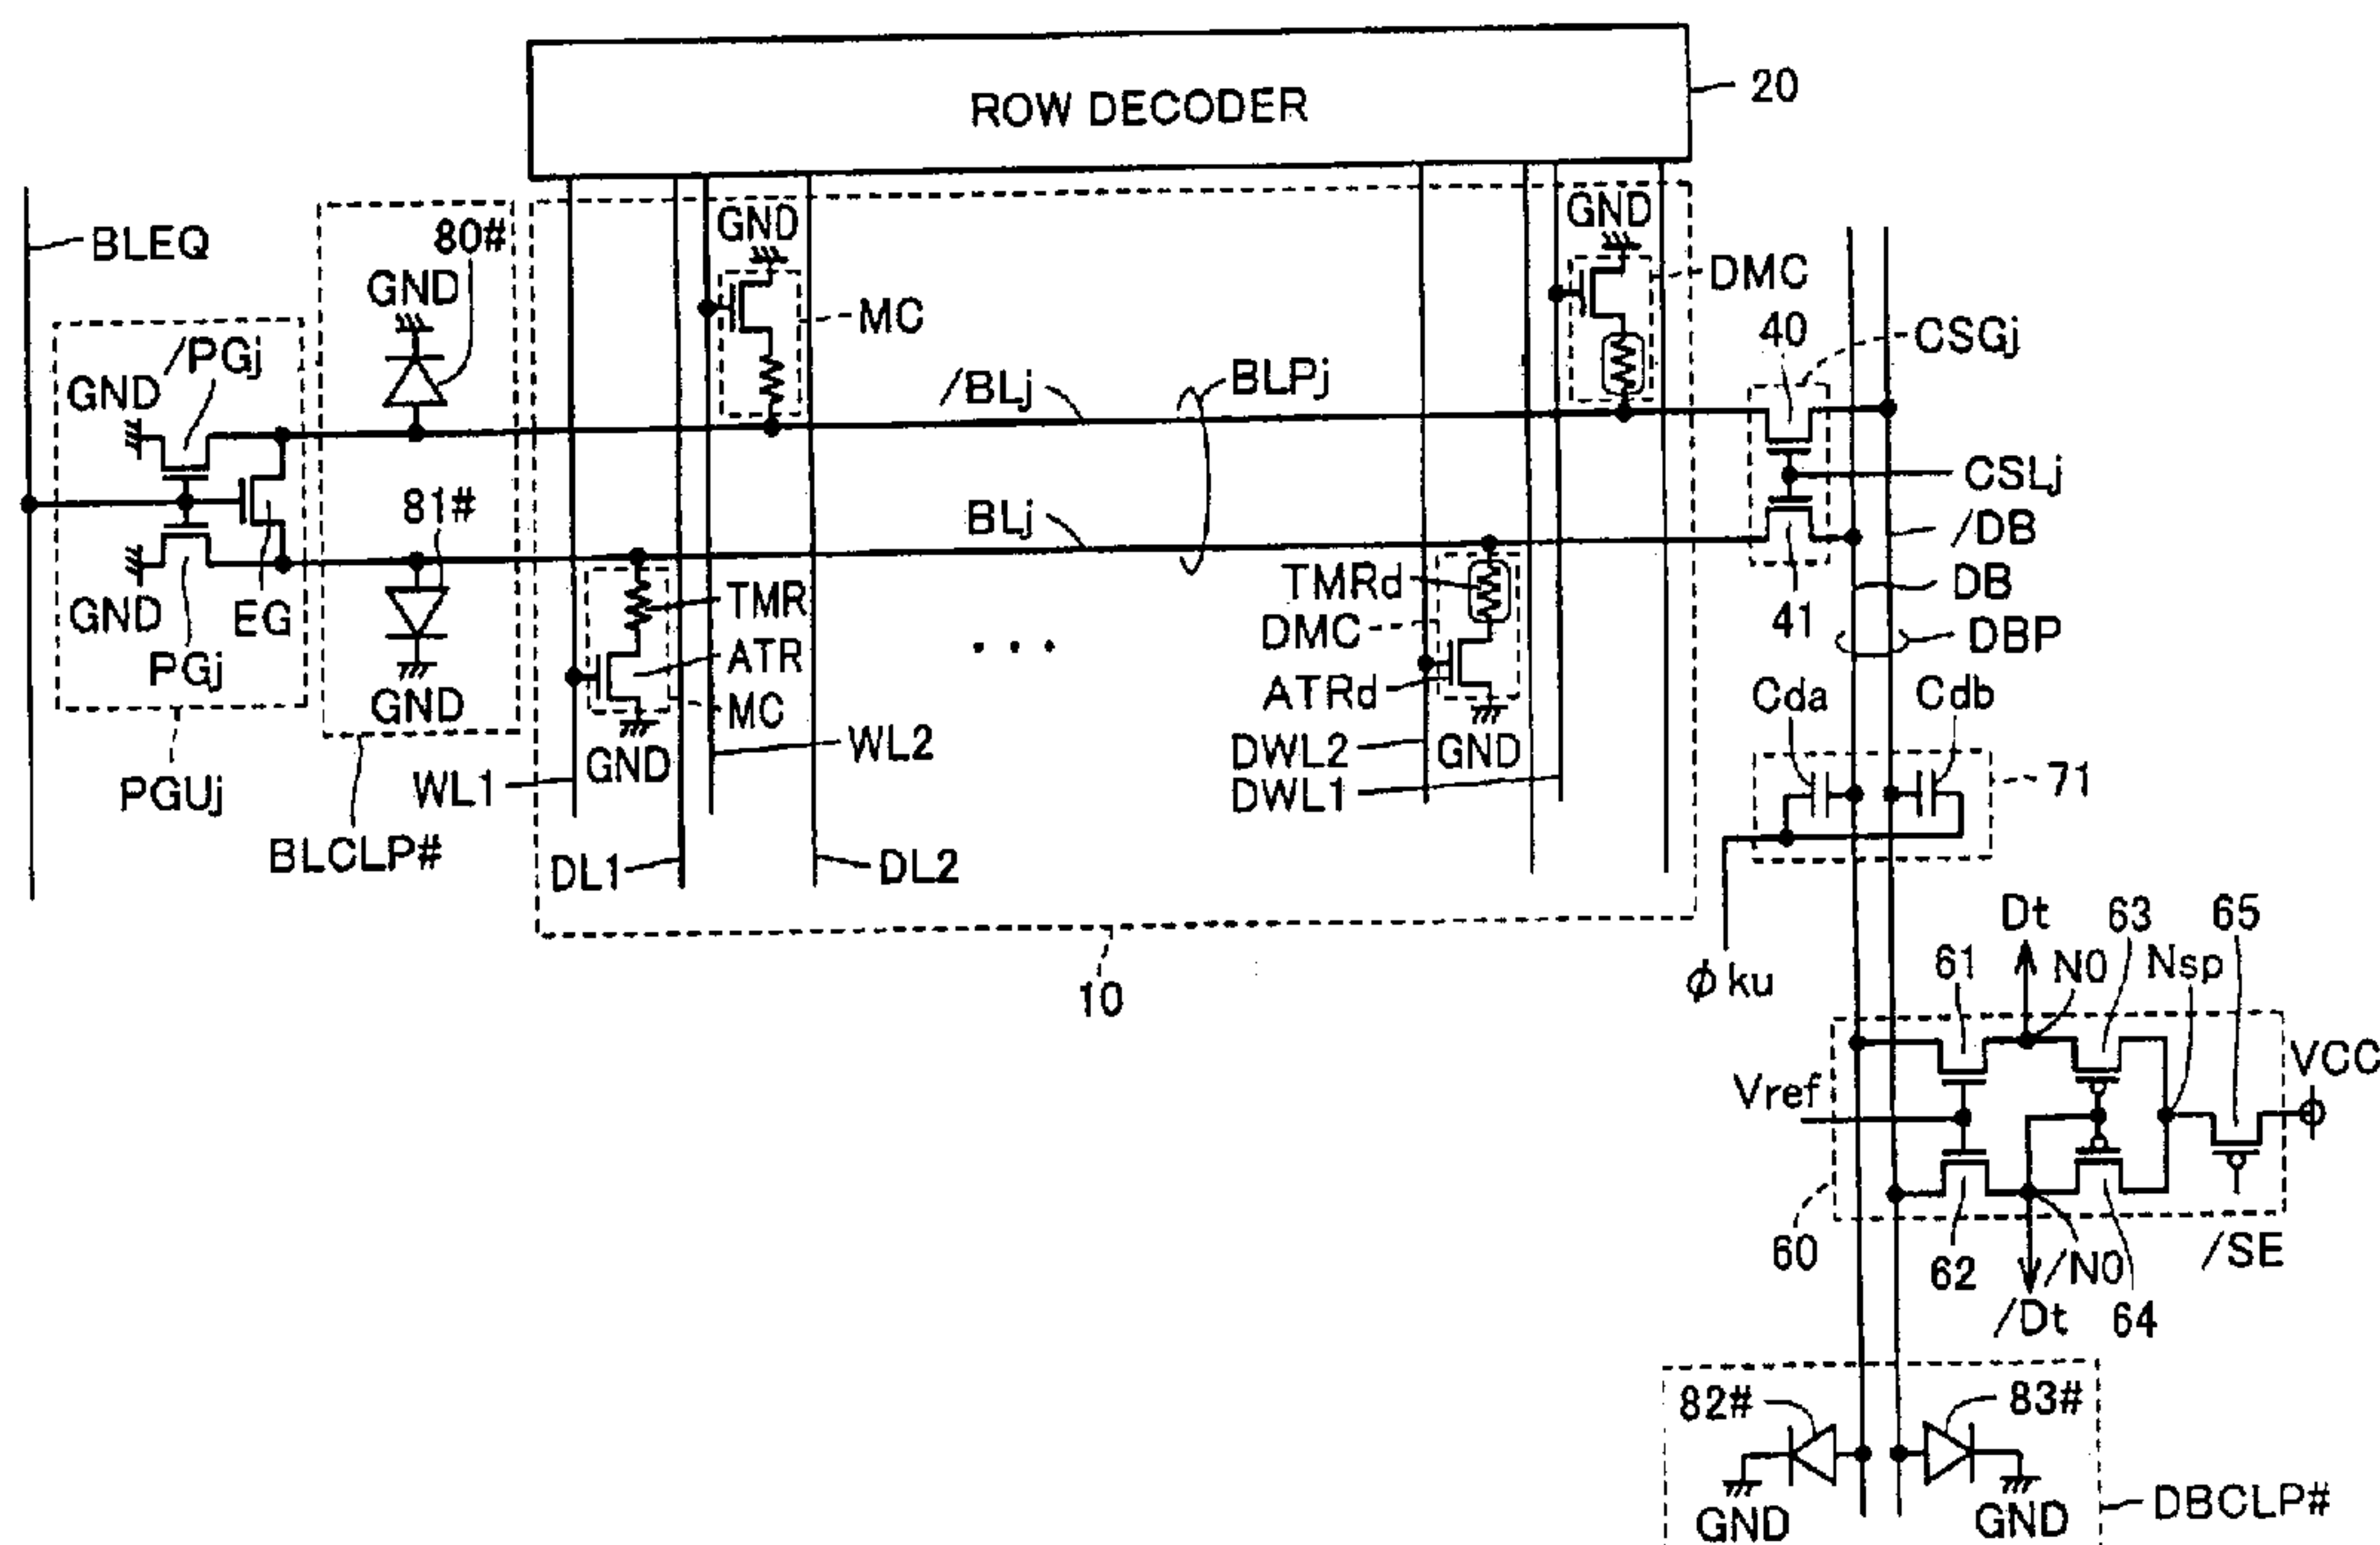 ROW DECODER
20
BLEQ
80#
GND
GND
GND
DMC
MC
40
CSGj
/PGj
GND
/BLj
BLPj
81#
BLj
CSLj
/DB
DB
TMR
TMRd
41
GND
EG
DBP
DMC
ATR
PGj
...
ATRd
GND
MC
Cda
Cdb
WL2
DWL2
GND
GND
WL1
DWL1
71
PGUj
BLCLP#
DL1
DL2
Dt
63
65
61
N0
Nsp
φku
10
VCC
Vref
60
62
/N0
/SE
/Dt
64
82#
83#
GND
GND
DBCLP#